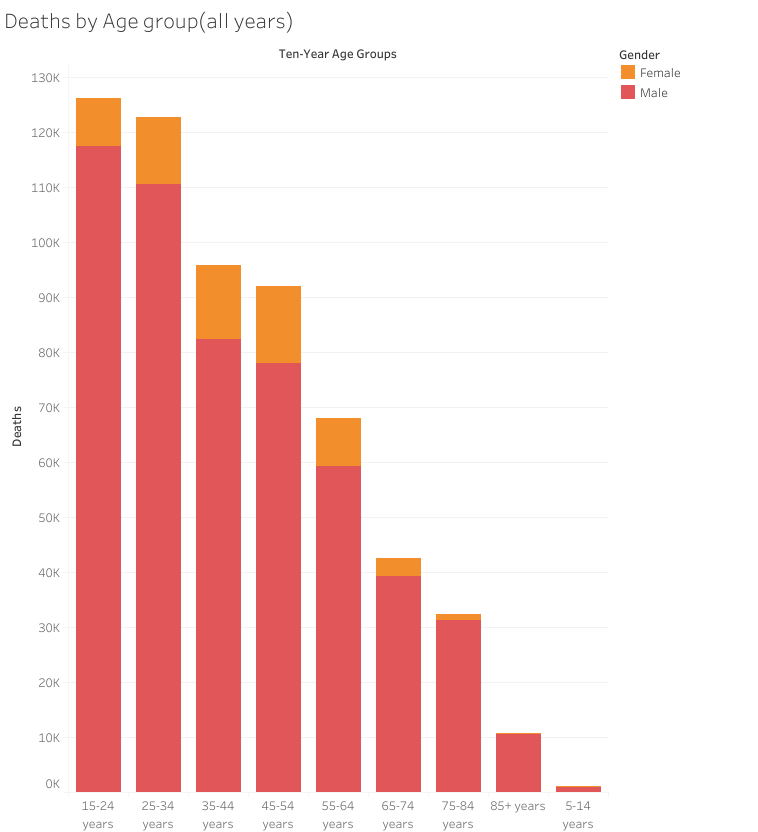 Deaths by Age group(all years)
Ten-Year Age Groups
Gender
Female
Male
130K
120K
110K
100K
90K
80K
70K
60K
50K
40K
30K
20K
10K
0K
Deaths
15-24 years
25-34 years
35-44 years
45-54 years
55-64 years
65-74 years
75-84 years
85+ years
5-14 years